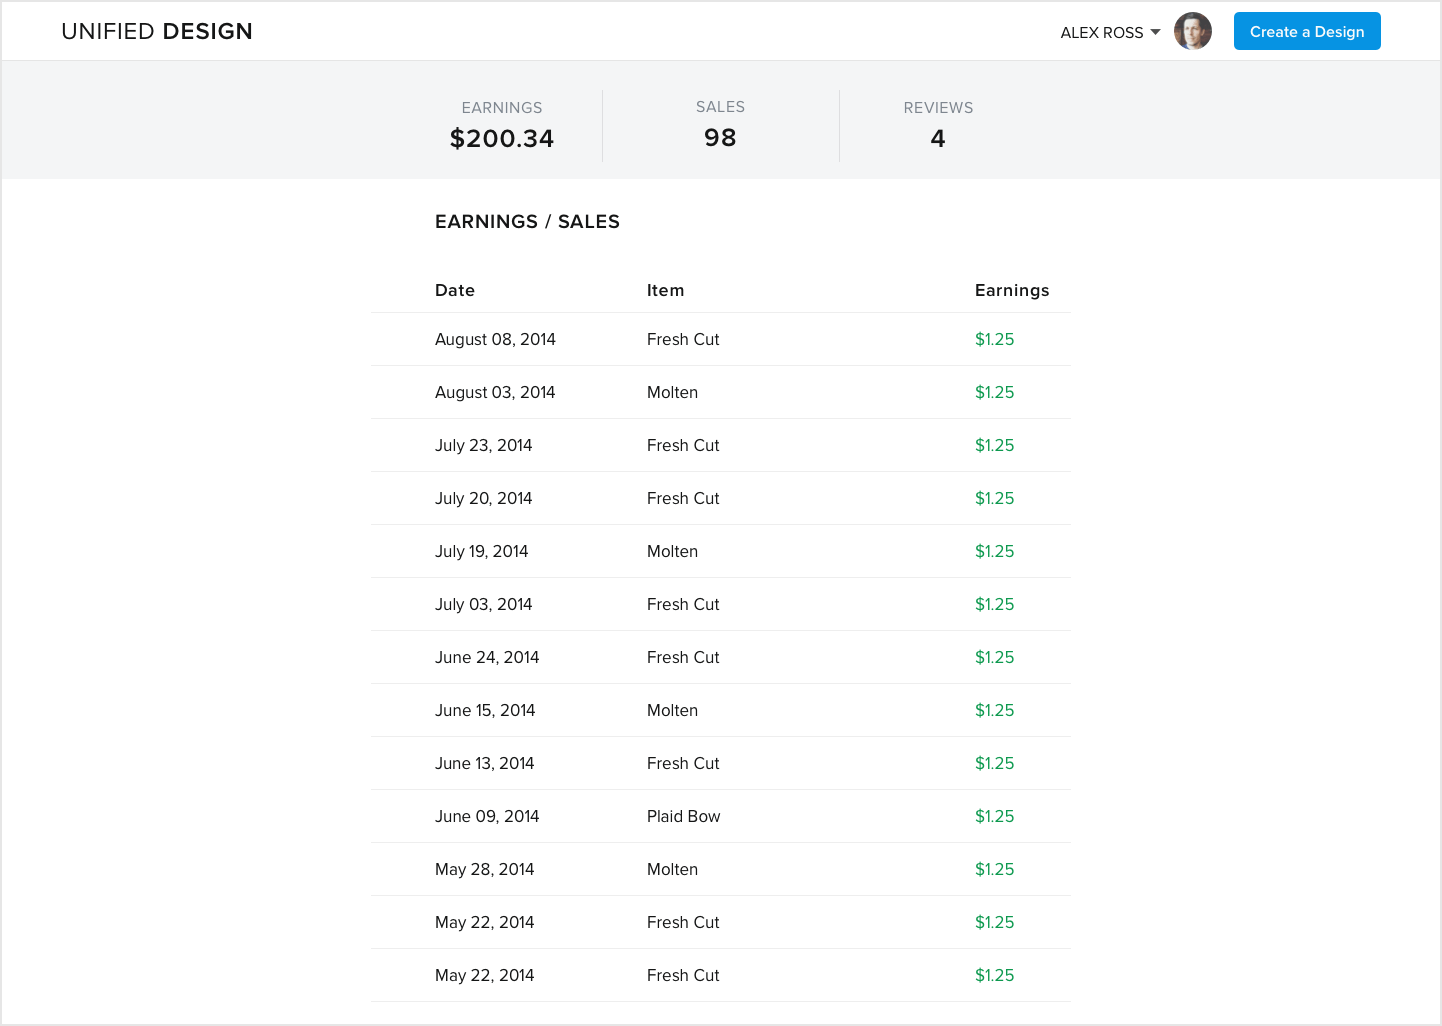 UNIFIED DESIGN
ALEX ROSS
Create a Design
EARNINGS
$200.34
SALES
98
REVIEWS
4
EARNINGS / SALES
Date Item Earnings
August 08, 2014 Fresh Cut $1.25
August 03, 2014 Molten $1.25
July 23, 2014 Fresh Cut $1.25
July 20, 2014 Fresh Cut $1.25
July 19, 2014 Molten $1.25
July 03, 2014 Fresh Cut $1.25
June 24, 2014 Fresh Cut $1.25
June 15, 2014 Molten $1.25
June 13, 2014 Fresh Cut $1.25
June 09, 2014 Plaid Bow $1.25
May 28, 2014 Molten $1.25
May 22, 2014 Fresh Cut $1.25
May 22, 2014 Fresh Cut $1.25